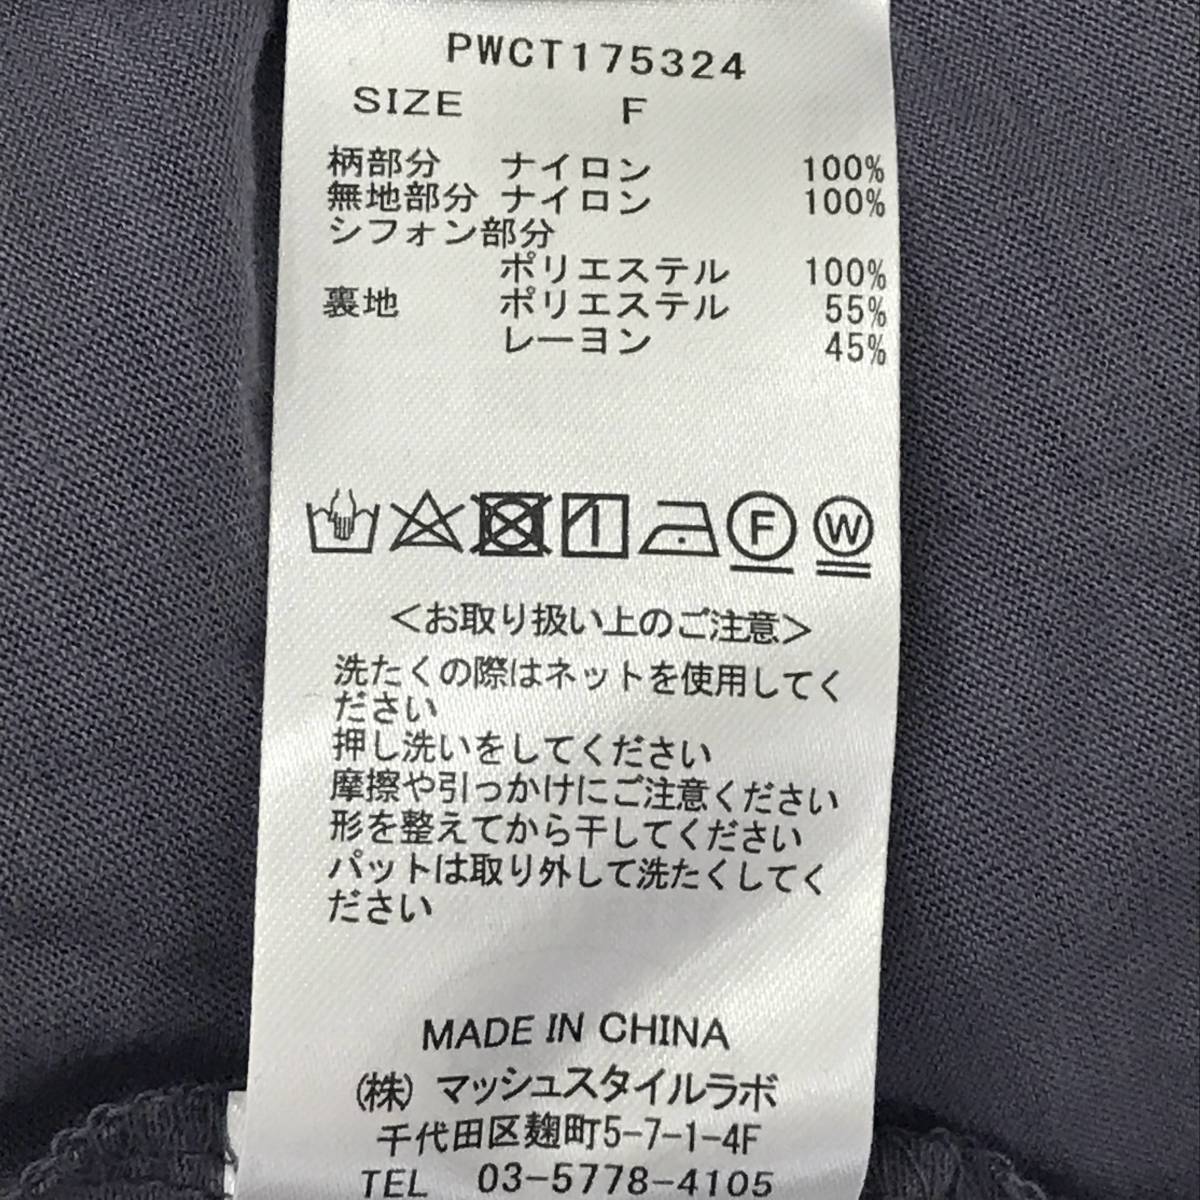 PWCT175324
SIZE F
柄部分 ナイロン 100%
無地部分 ナイロン 100%
シフォン部分
ポリエステル 100%
裏地 ポリエステル 55%
レーヨン 45%
F W
<お取り扱い上のご注意>
洗たくの際はネットを使用してく
ださい
押し洗いをしてください
摩擦や引っかけにご注意ください
形を整えてから干してください
パットは取り外して洗たくしてく
ださい
MADE IN CHINA
(株) マッシュスタイルラボ
千代田区麹町5-7-1-4F
TEL 03-5778-4105